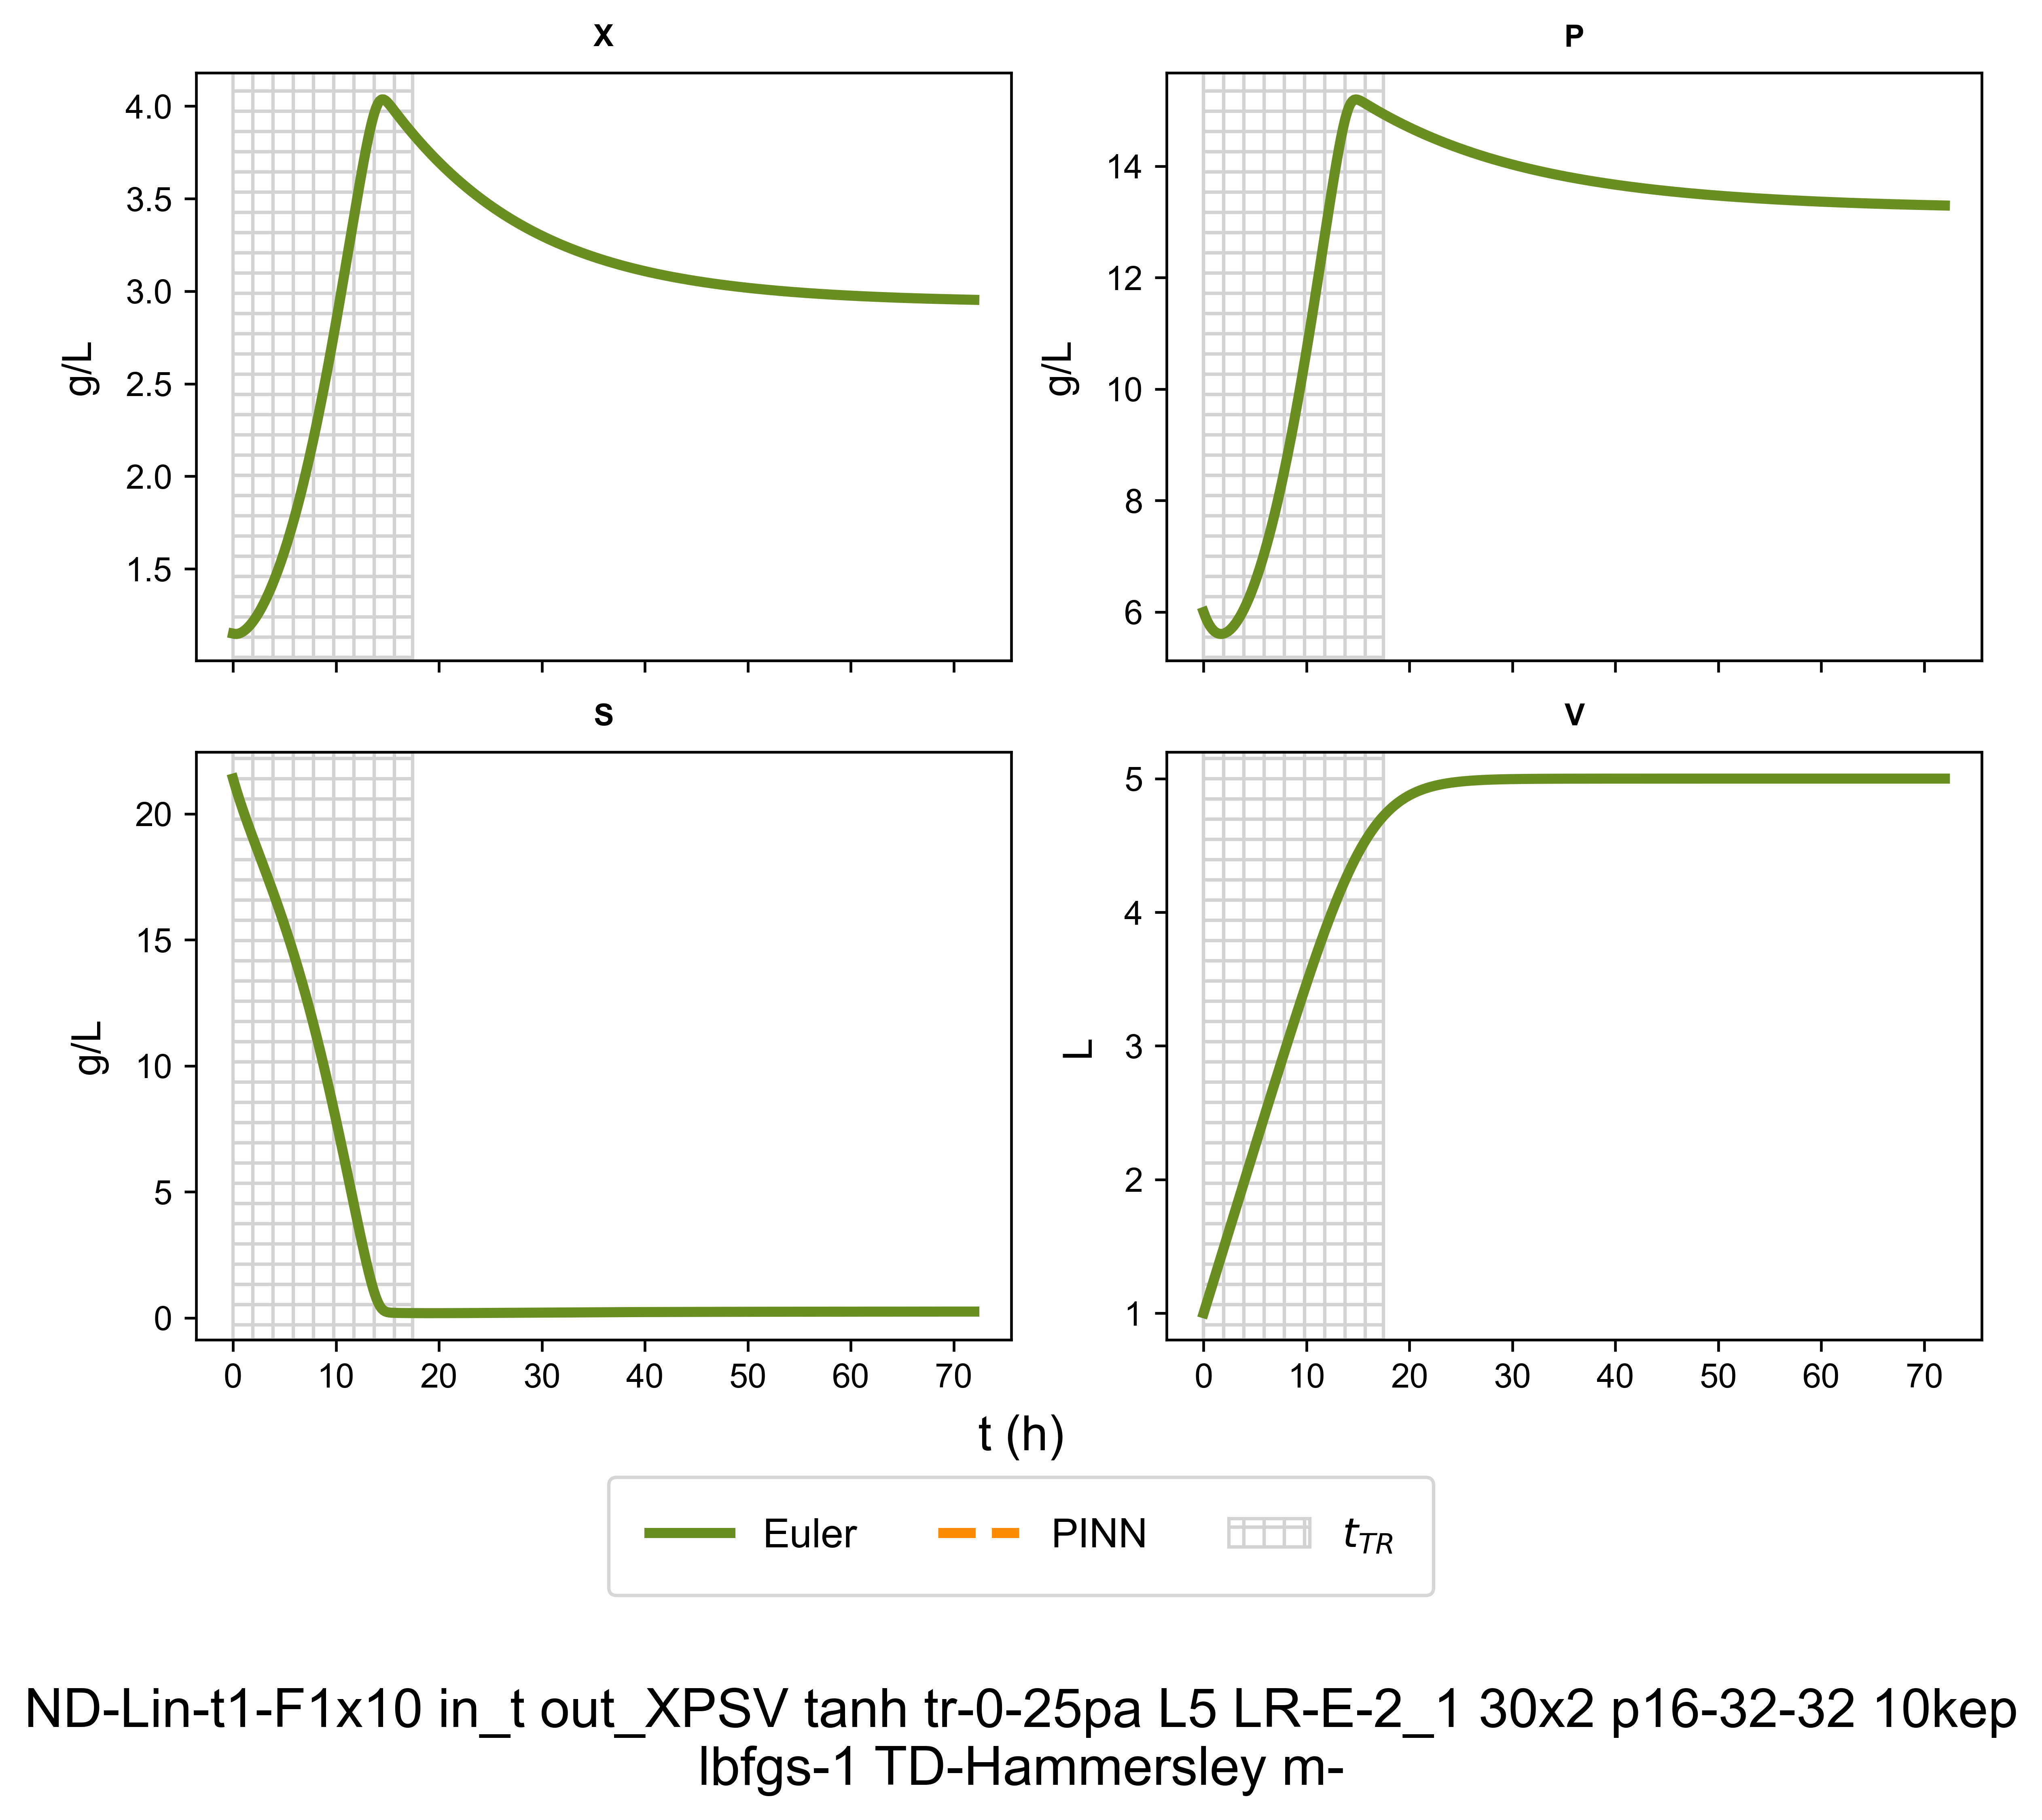 X
P
4.0
3.5
3.0
2.5
2.0
1.5
g/L
14
12
10
8
6
g/L
S
V
20
15
10
5
0
g/L
5
4
3
2
1
L
0 10 20 30 40 50 60 70
0 10 20 30 40 50 60 70
t (h)
Euler PINN t_TR
ND-Lin-t1-F1x10 in_t out_XPSV tanh tr-0-25pa L5 LR-E-2_1 30x2 p16-32-32 10kep
lbfgs-1 TD-Hammersley m-